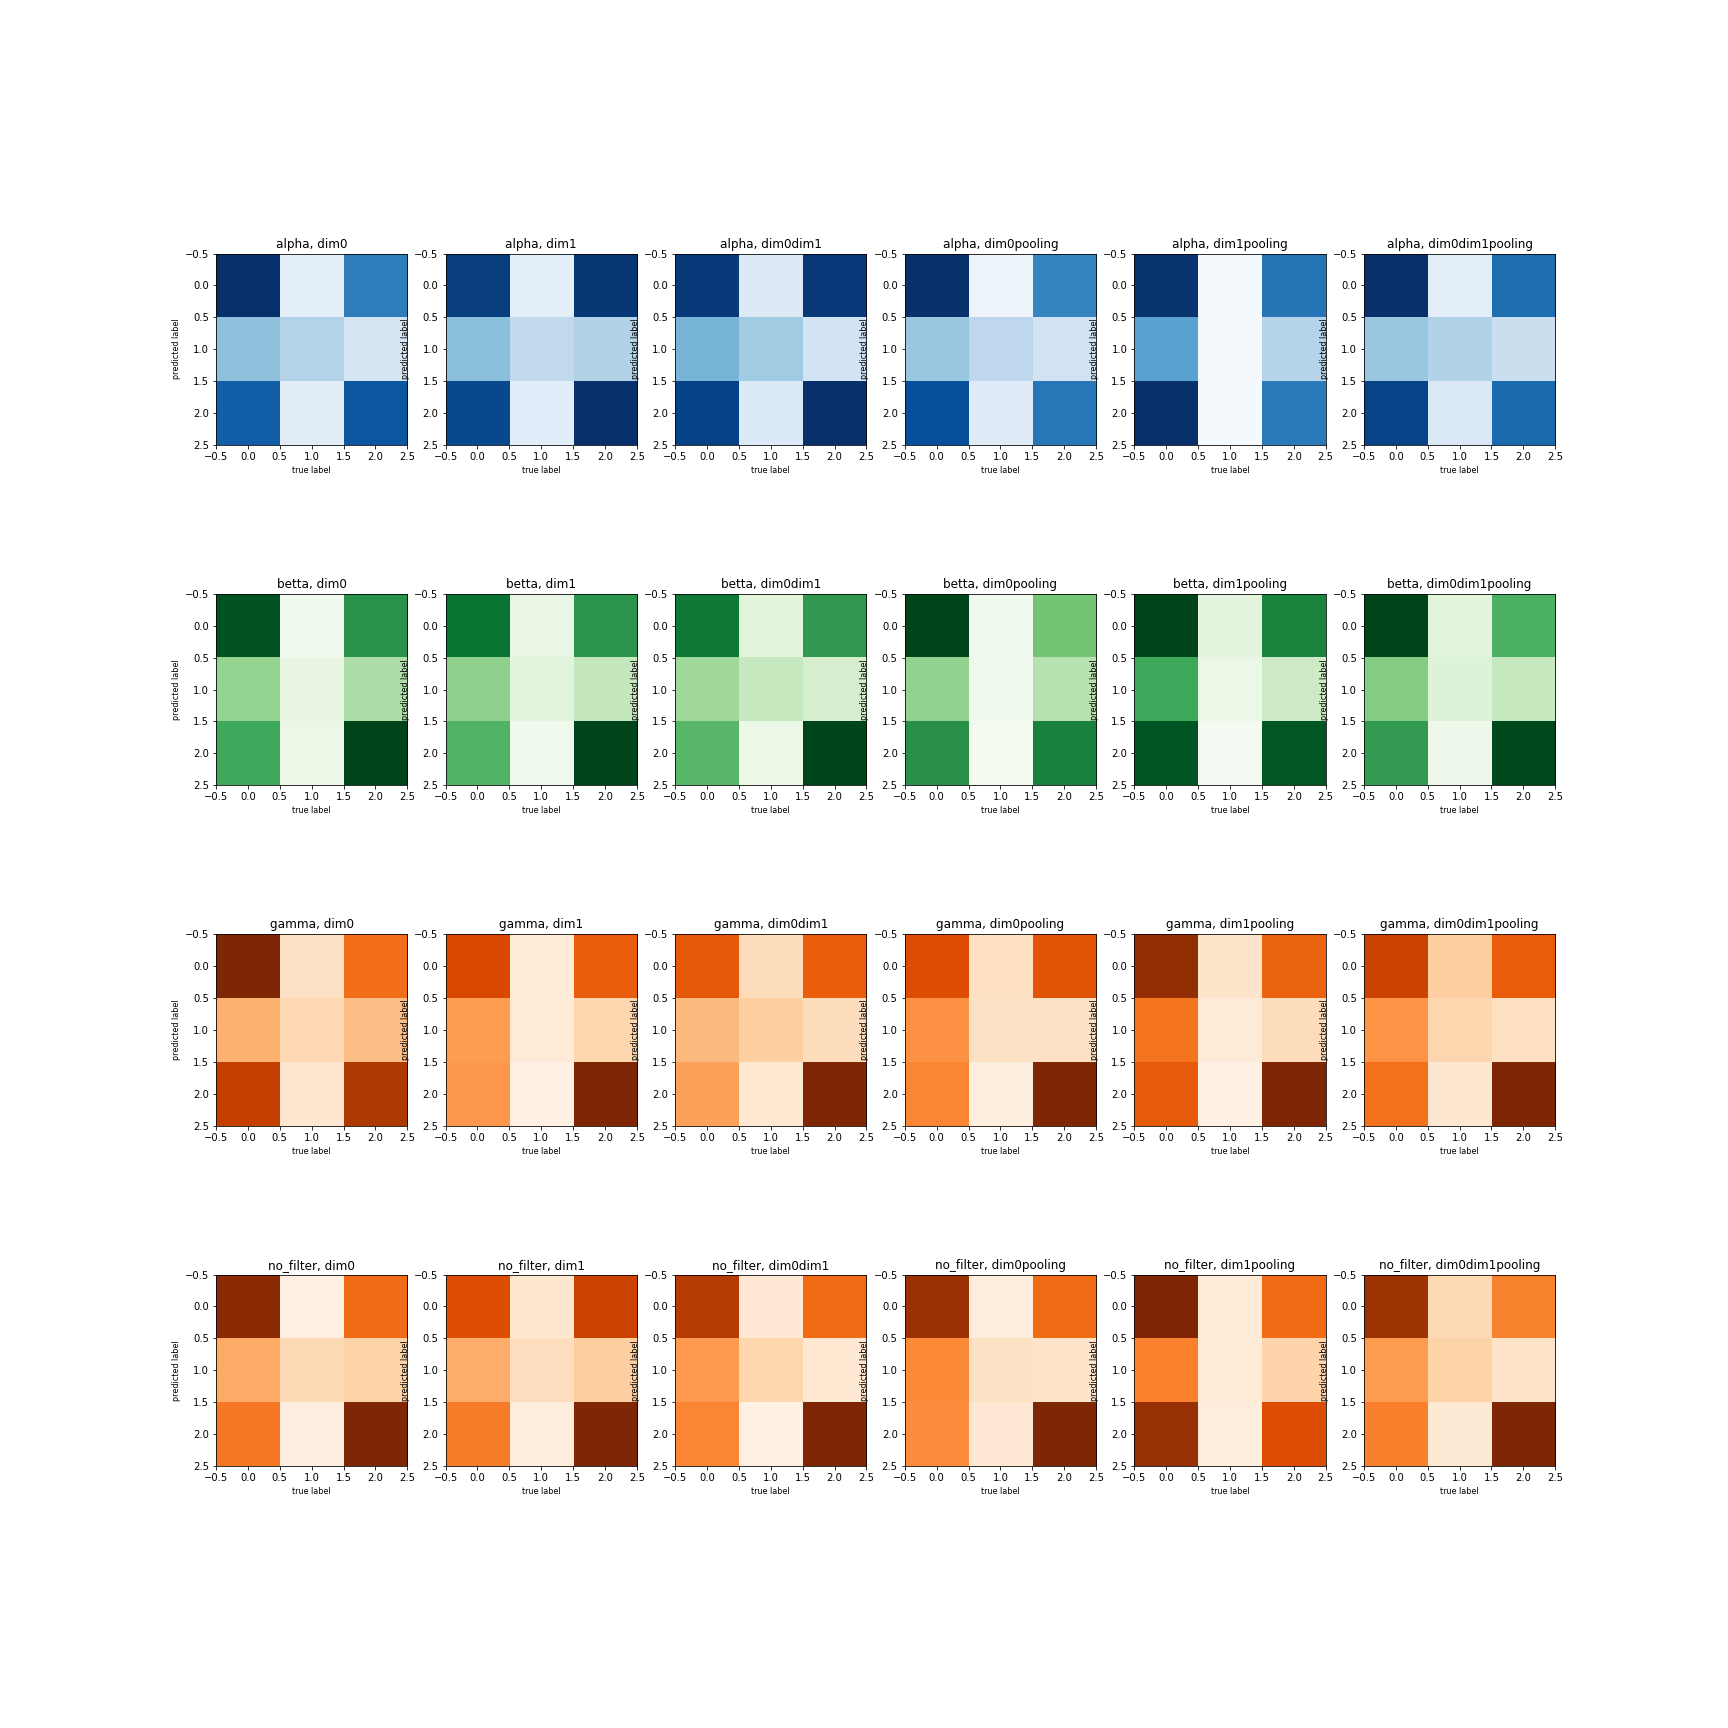 alpha, dim0
alpha, dim1
alpha, dim0dim1
alpha, dim0pooling
alpha, dim1pooling
alpha, dim0dim1pooling
−0.5 −0.5 −0.5 −0.5 −0.5 −0.5
0.0 0.0 0.0 0.0 0.0 0.0
0.5 0.5 0.5 0.5 0.5 0.5
1.0 1.0 1.0 1.0 1.0 1.0
1.5 1.5 1.5 1.5 1.5 1.5
2.0 2.0 2.0 2.0 2.0 2.0
2.5 2.5 2.5 2.5 2.5 2.5
predicted label predicted label predicted label predicted label predicted label predicted label
−0.5 0.0 0.5 1.0 1.5 2.0 2.5 −0.5 0.0 0.5 1.0 1.5 2.0 2.5 −0.5 0.0 0.5 1.0 1.5 2.0 2.5 −0.5 0.0 0.5 1.0 1.5 2.0 2.5 −0.5 0.0 0.5 1.0 1.5 2.0 2.5 −0.5 0.0 0.5 1.0 1.5 2.0 2.5
true label true label true label true label true label true label
betta, dim0
betta, dim1
betta, dim0dim1
betta, dim0pooling
betta, dim1pooling
betta, dim0dim1pooling
−0.5 −0.5 −0.5 −0.5 −0.5 −0.5
0.0 0.0 0.0 0.0 0.0 0.0
0.5 0.5 0.5 0.5 0.5 0.5
1.0 1.0 1.0 1.0 1.0 1.0
1.5 1.5 1.5 1.5 1.5 1.5
2.0 2.0 2.0 2.0 2.0 2.0
2.5 2.5 2.5 2.5 2.5 2.5
predicted label predicted label predicted label predicted label predicted label predicted label
−0.5 0.0 0.5 1.0 1.5 2.0 2.5 −0.5 0.0 0.5 1.0 1.5 2.0 2.5 −0.5 0.0 0.5 1.0 1.5 2.0 2.5 −0.5 0.0 0.5 1.0 1.5 2.0 2.5 −0.5 0.0 0.5 1.0 1.5 2.0 2.5 −0.5 0.0 0.5 1.0 1.5 2.0 2.5
true label true label true label true label true label true label
gamma, dim0
gamma, dim1
gamma, dim0dim1
gamma, dim0pooling
gamma, dim1pooling
gamma, dim0dim1pooling
−0.5 −0.5 −0.5 −0.5 −0.5 −0.5
0.0 0.0 0.0 0.0 0.0 0.0
0.5 0.5 0.5 0.5 0.5 0.5
1.0 1.0 1.0 1.0 1.0 1.0
1.5 1.5 1.5 1.5 1.5 1.5
2.0 2.0 2.0 2.0 2.0 2.0
2.5 2.5 2.5 2.5 2.5 2.5
predicted label predicted label predicted label predicted label predicted label predicted label
−0.5 0.0 0.5 1.0 1.5 2.0 2.5 −0.5 0.0 0.5 1.0 1.5 2.0 2.5 −0.5 0.0 0.5 1.0 1.5 2.0 2.5 −0.5 0.0 0.5 1.0 1.5 2.0 2.5 −0.5 0.0 0.5 1.0 1.5 2.0 2.5 −0.5 0.0 0.5 1.0 1.5 2.0 2.5
true label true label true label true label true label true label
no_filter, dim0
no_filter, dim1
no_filter, dim0dim1
no_filter, dim0pooling
no_filter, dim1pooling
no_filter, dim0dim1pooling
−0.5 −0.5 −0.5 −0.5 −0.5 −0.5
0.0 0.0 0.0 0.0 0.0 0.0
0.5 0.5 0.5 0.5 0.5 0.5
1.0 1.0 1.0 1.0 1.0 1.0
1.5 1.5 1.5 1.5 1.5 1.5
2.0 2.0 2.0 2.0 2.0 2.0
2.5 2.5 2.5 2.5 2.5 2.5
predicted label predicted label predicted label predicted label predicted label predicted label
−0.5 0.0 0.5 1.0 1.5 2.0 2.5 −0.5 0.0 0.5 1.0 1.5 2.0 2.5 −0.5 0.0 0.5 1.0 1.5 2.0 2.5 −0.5 0.0 0.5 1.0 1.5 2.0 2.5 −0.5 0.0 0.5 1.0 1.5 2.0 2.5 −0.5 0.0 0.5 1.0 1.5 2.0 2.5
true label true label true label true label true label true label